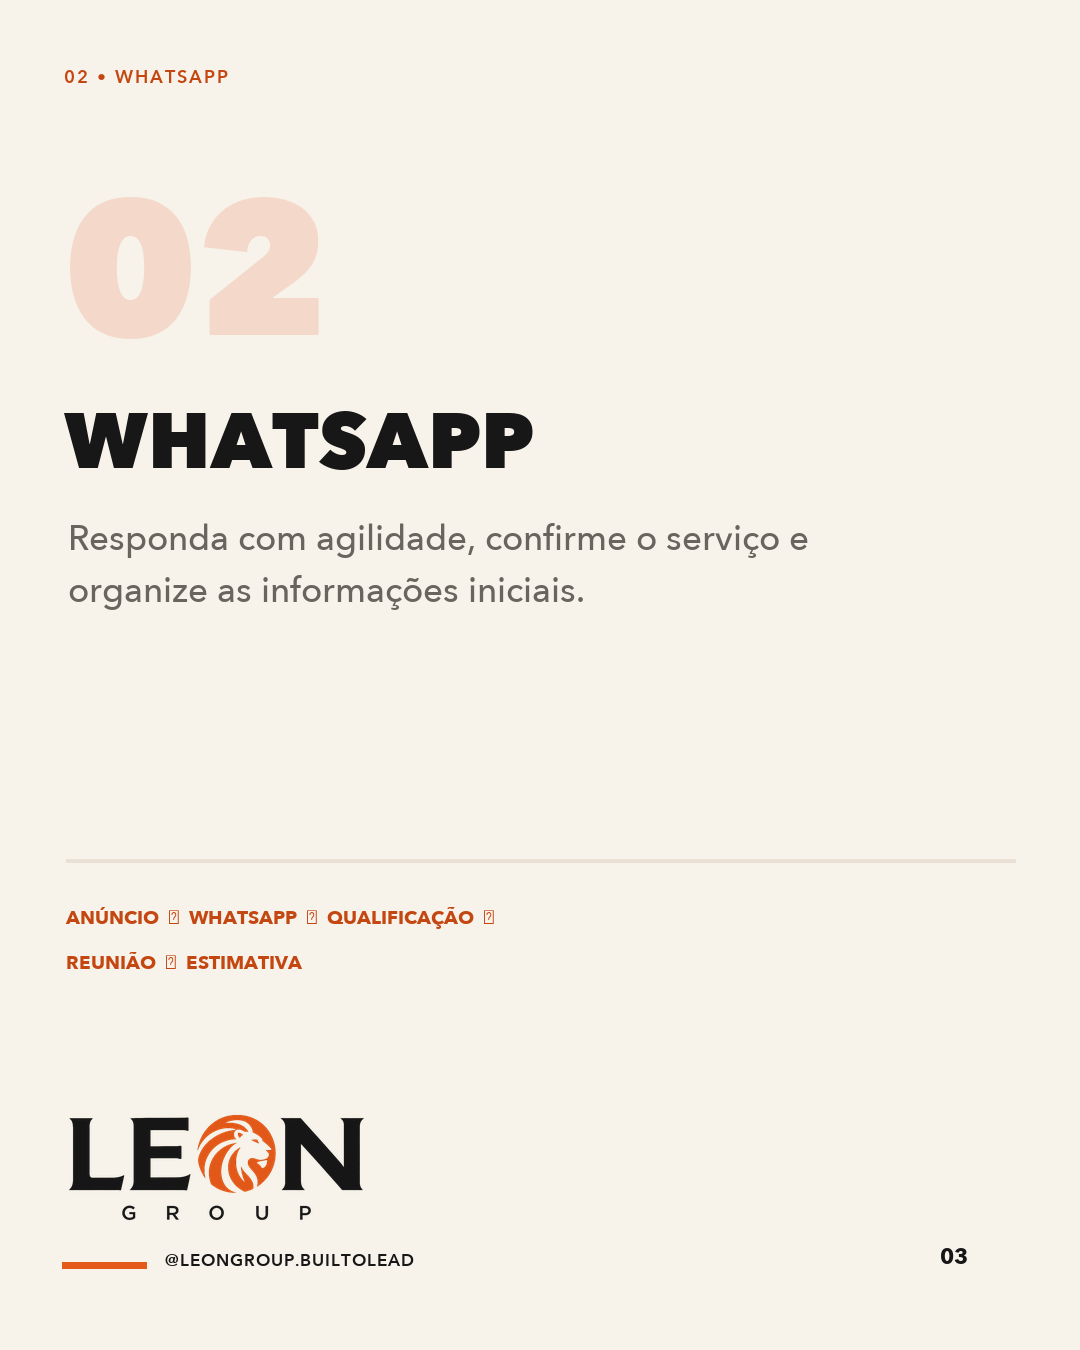 02 • WHATSAPP
02
WHATSAPP
Responda com agilidade, confirme o serviço e
organize as informações iniciais.
ANÚNCIO ⍰ WHATSAPP ⍰ QUALIFICAÇÃO ⍰
REUNIÃO ⍰ ESTIMATIVA
LEON
GROUP
@LEONGROUP.BUILTOLEAD
03